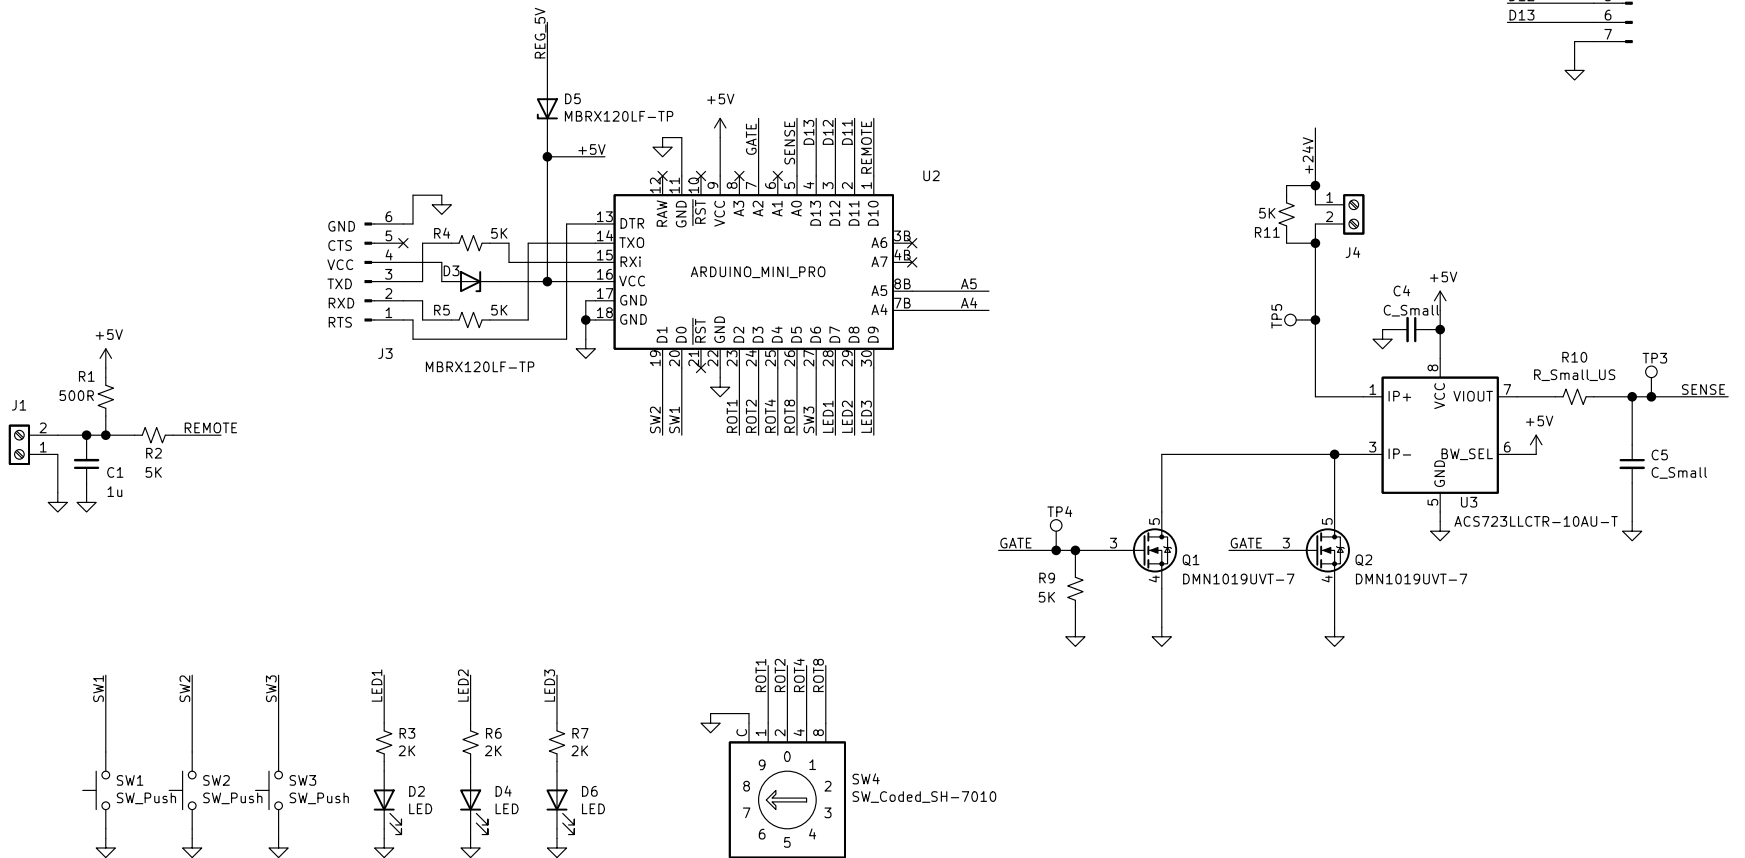 D13
6
7
REG_5V
D5
MBRX120LF-TP
+5V
+5V
GATE
SENSE
D13
D12
D11
REMOTE
12
11
10
9
8
7
6
5
4
3
2
1
U2
RAW
GND
RST
VCC
A3
A2
A1
A0
D13
D12
D11
D10
GND
6
CTS
5
VCC
4
TXD
3
RXD
2
RTS
1
J3
R4
5K
D3
R5
5K
MBRX120LF-TP
13
DTR
14
TXO
15
RXi
16
VCC
17
GND
18
GND
ARDUINO_MINI_PRO
A6
3B
A7
4B
A5
8B
A5
A4
7B
A4
D1
D0
RST
GND
D2
D3
D4
D5
D6
D7
D8
D9
19
20
21
22
23
24
25
26
27
28
29
30
SW2
SW1
ROT1
ROT2
ROT4
ROT8
SW3
LED1
LED2
LED3
+5V
R1
500R
J1
2
1
REMOTE
R2
5K
C1
1u
+24V
5K
R11
1
2
J4
TP5
+5V
C4
C_Small
8
1
IP+
VCC
VIOUT
7
R10
R_Small_US
TP3
SENSE
+5V
3
IP-
BW_SEL
6
GND
5
U3
ACS723LLCTR-10AU-T
C5
C_Small
TP4
GATE
3
5
4
Q1
DMN1019UVT-7
R9
5K
GATE
3
5
4
Q2
DMN1019UVT-7
SW1
SW2
SW3
LED1
LED2
LED3
SW1
SW_Push
SW2
SW_Push
SW3
SW_Push
R3
2K
R6
2K
R7
2K
D2
LED
D4
LED
D6
LED
ROT1
ROT2
ROT4
ROT8
C
1
2
4
8
0
1
2
3
4
5
6
7
8
9
SW4
SW_Coded_SH-7010